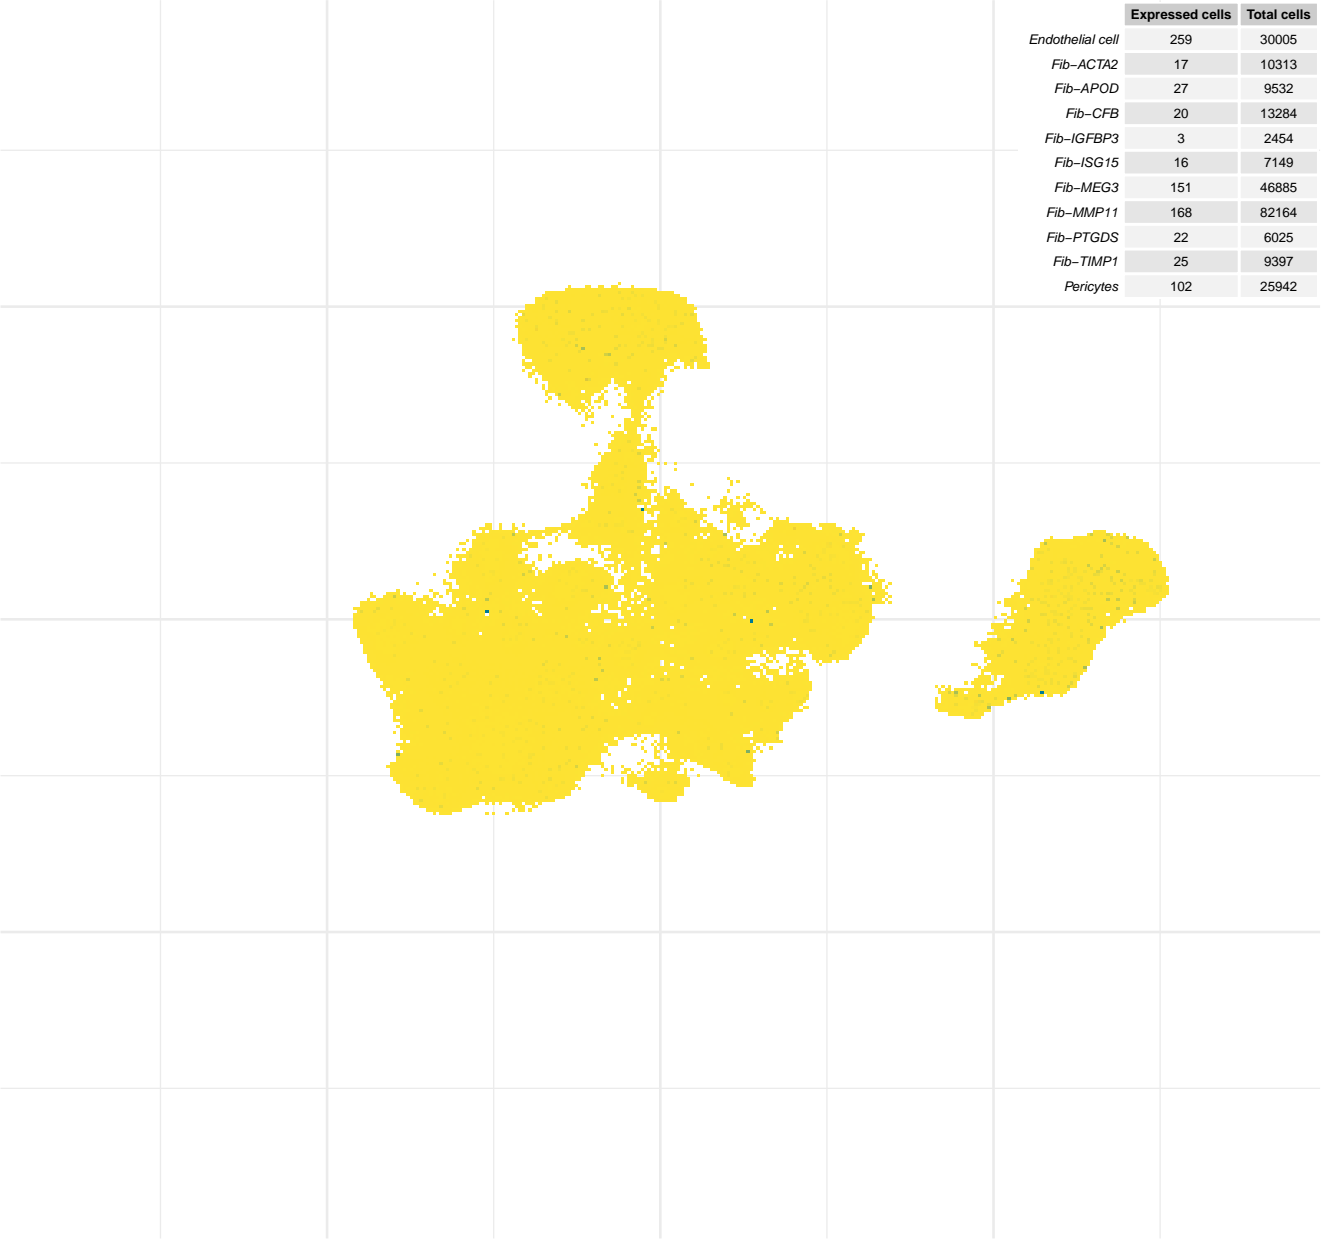 Expressed cells Total cells
Endothelial cell 259 30005
Fib−ACTA2 17 10313
Fib−APOD 27 9532
Fib−CFB 20 13284
Fib−IGFBP3 3 2454
Fib−ISG15 16 7149
Fib−MEG3 151 46885
Fib−MMP11 168 82164
Fib−PTGDS 22 6025
Fib−TIMP1 25 9397
Pericytes 102 25942